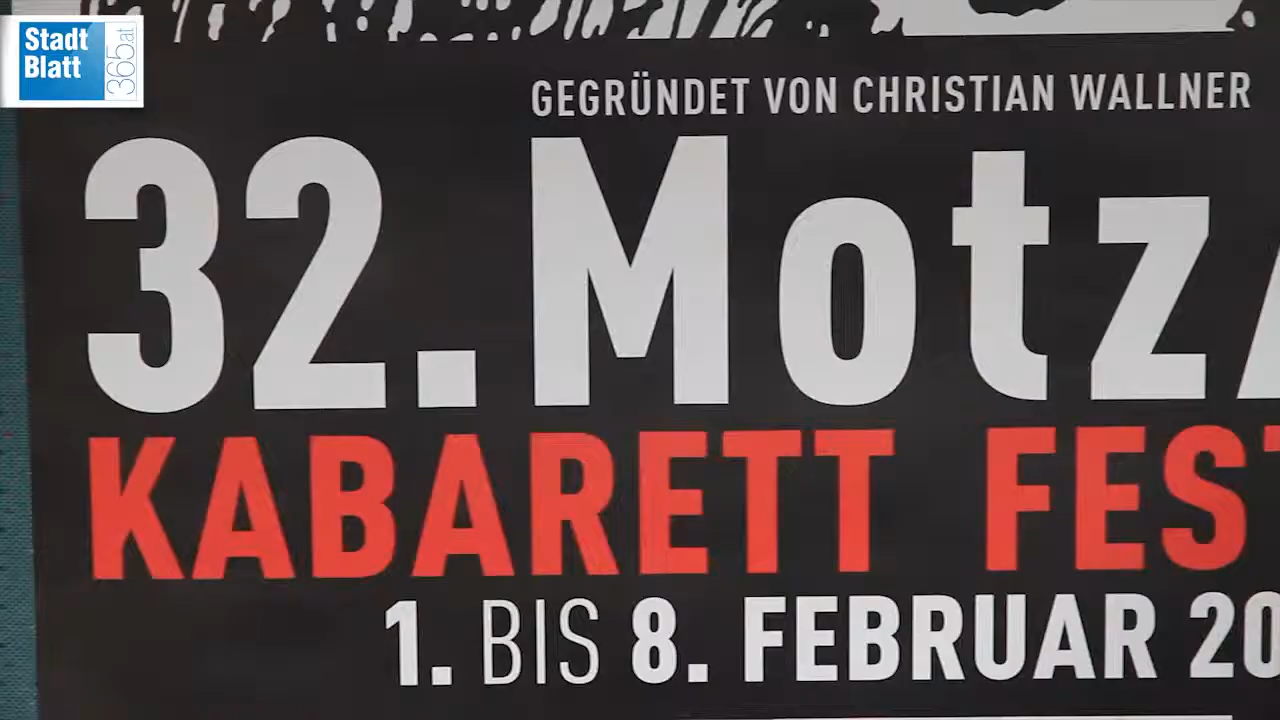 Stadt
Blatt
365.at
GEGRÜNDET VON CHRISTIAN WALLNER
32. Motz
KABARETT FEST
1. BIS 8. FEBRUAR 20